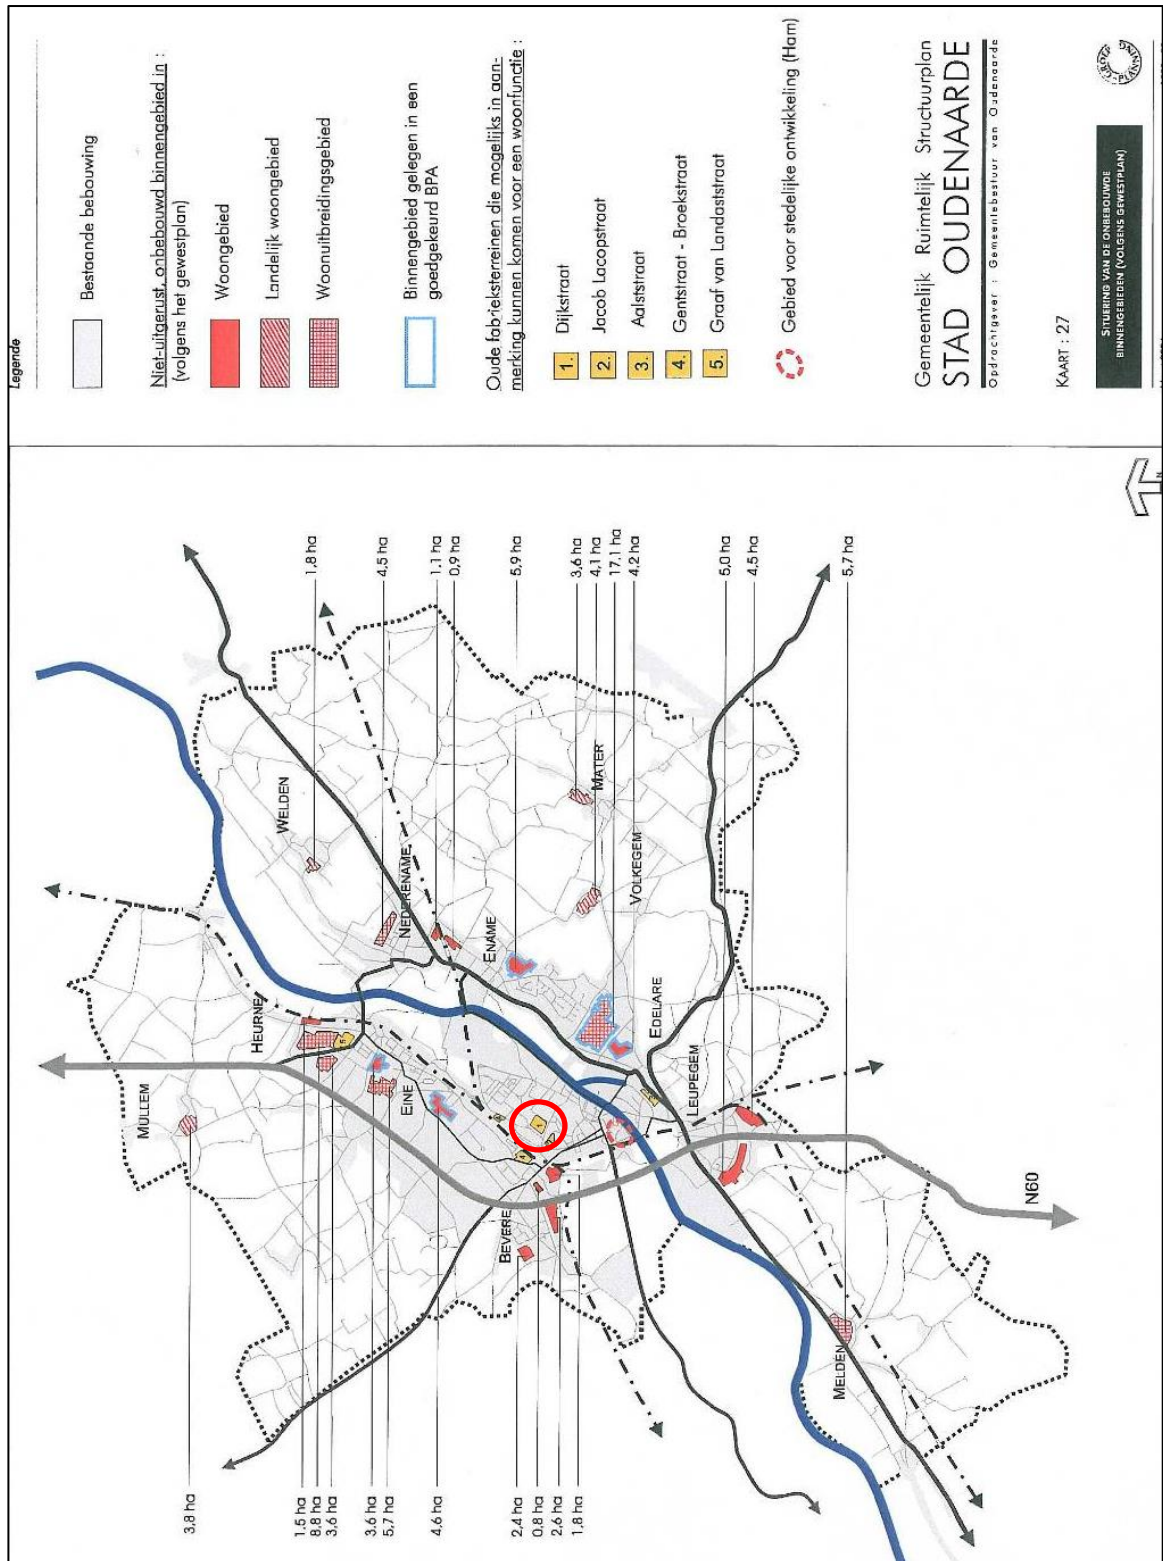 Legende
Bestaande bebouwing
Niet-uitgerust, onbebouwd binnengebied in :
(volgens het gewestplan)
Woongebied
Landelijk woongebied
Woonuitbreidingsgebied
Binnengebied gelegen in een
goedgekeurd BPA
Oude fabrieksterreinen die mogelijks in aan-
merking kunnen komen voor een woonfunctie :
1. Dijkstraat
2. Jacob Lacopstraat
3. Aalststraat
4. Gentstraat - Broekstraat
5. Graaf van Landaststraat
Gebied voor stedelijke ontwikkeling (Ham)
Gemeentelijk Ruimtelijk Structuurplan
STAD OUDENAARDE
Opdrachtgever : Gemeentebestuur van Oudenaarde
KAART : 27
SITUERING VAN DE ONBEBOUWDE
BINNENGEBIEDEN (VOLGENS GEWESTPLAN)
GROEP
PLANNING
N
1,8 ha
4,5 ha
1,1 ha
0,9 ha
5,9 ha
3,6 ha
4,1 ha
17,1 ha
4,2 ha
5,0 ha
4,5 ha
5,7 ha
WELDEN
NEDERENAME
ENAME
MATER
VOLKEGEM
EDELARE
LEUPEGEM
HEURNE
MULLEM
EINE
BEVERE
MELDEN
N60
3,8 ha
1,5 ha
8,8 ha
3,6 ha
3,6 ha
5,7 ha
4,6 ha
2,4 ha
0,8 ha
2,6 ha
1,8 ha